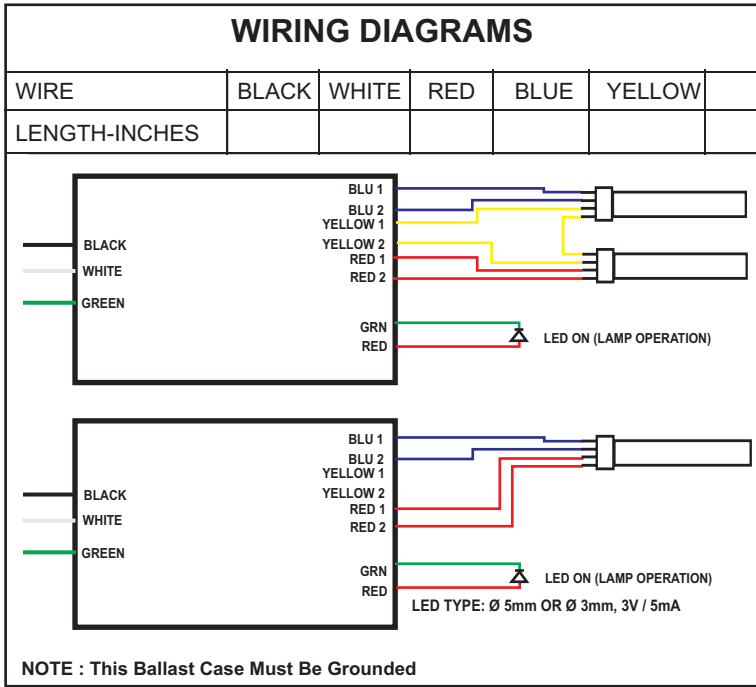 WIRING DIAGRAMS
WIRE BLACK WHITE RED BLUE YELLOW
LENGTH-INCHES
BLU 1
BLU 2
YELLOW 1
YELLOW 2
BLACK
RED 1
WHITE
RED 2
GREEN
GRN
LED ON (LAMP OPERATION)
RED
BLU 1
BLU 2
YELLOW 1
YELLOW 2
BLACK
RED 1
WHITE
RED 2
GREEN
GRN
LED ON (LAMP OPERATION)
RED
LED TYPE: Ø 5mm OR Ø 3mm, 3V / 5mA
NOTE : This Ballast Case Must Be Grounded